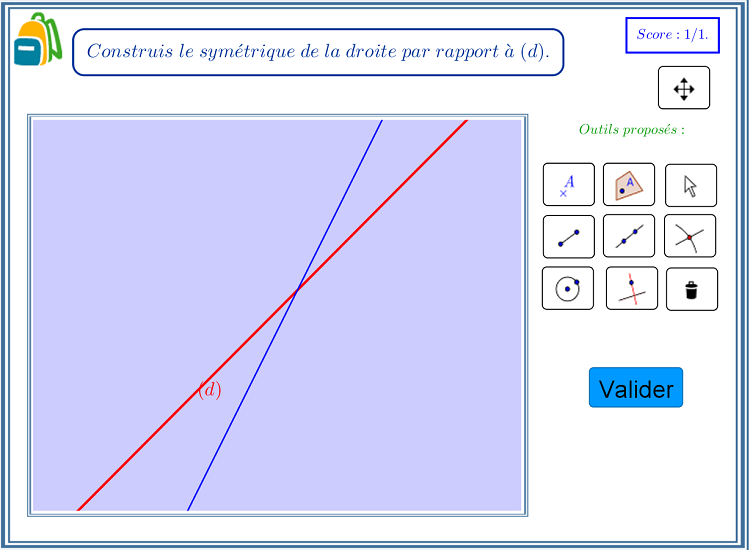 Construis le symétrique de la droite par rapport à (d).
Score : 1/1.
Outils proposés :
A
A
(d)
Valider